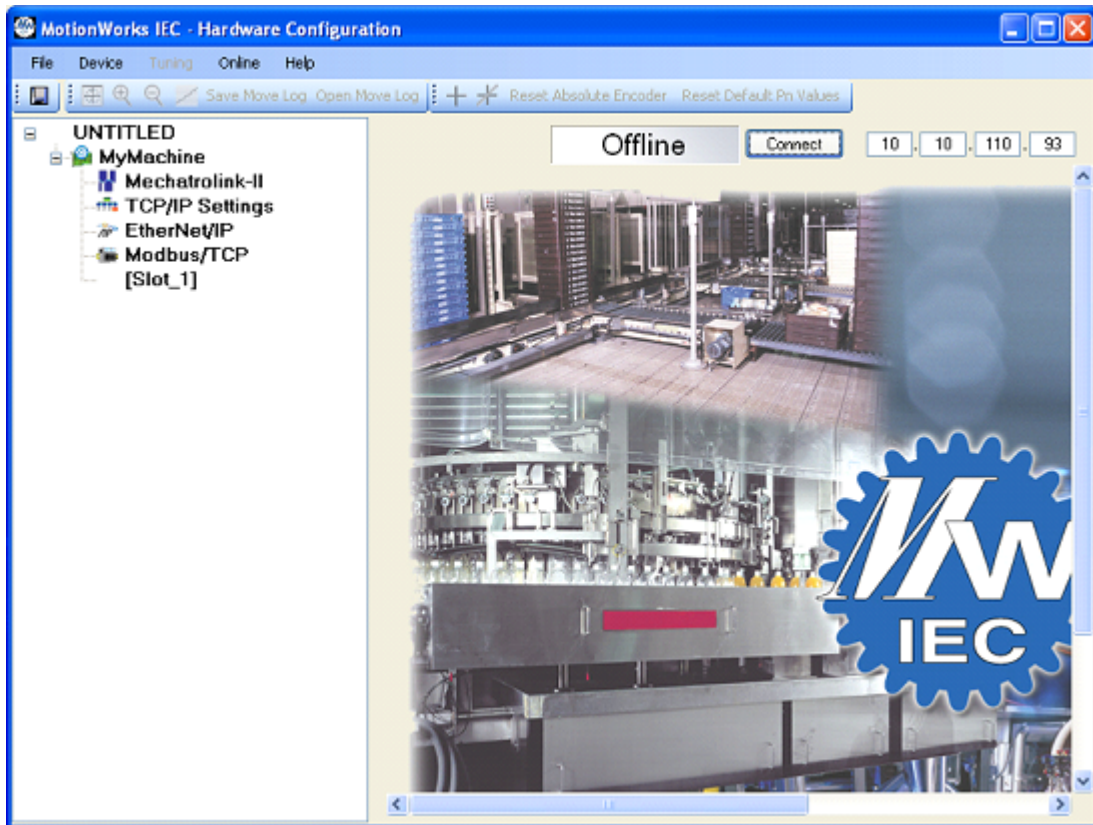 MotionWorks IEC - Hardware Configuration
File Device Tuning Online Help
Save Move Log Open Move Log Reset Absolute Encoder Reset Default Pn Values
UNTITLED
MyMachine
Mechatrolink-II
TCP/IP Settings
EtherNet/IP
Modbus/TCP
[Slot_1]
Offline Connect 10 . 10 . 110 . 93
MW
IEC